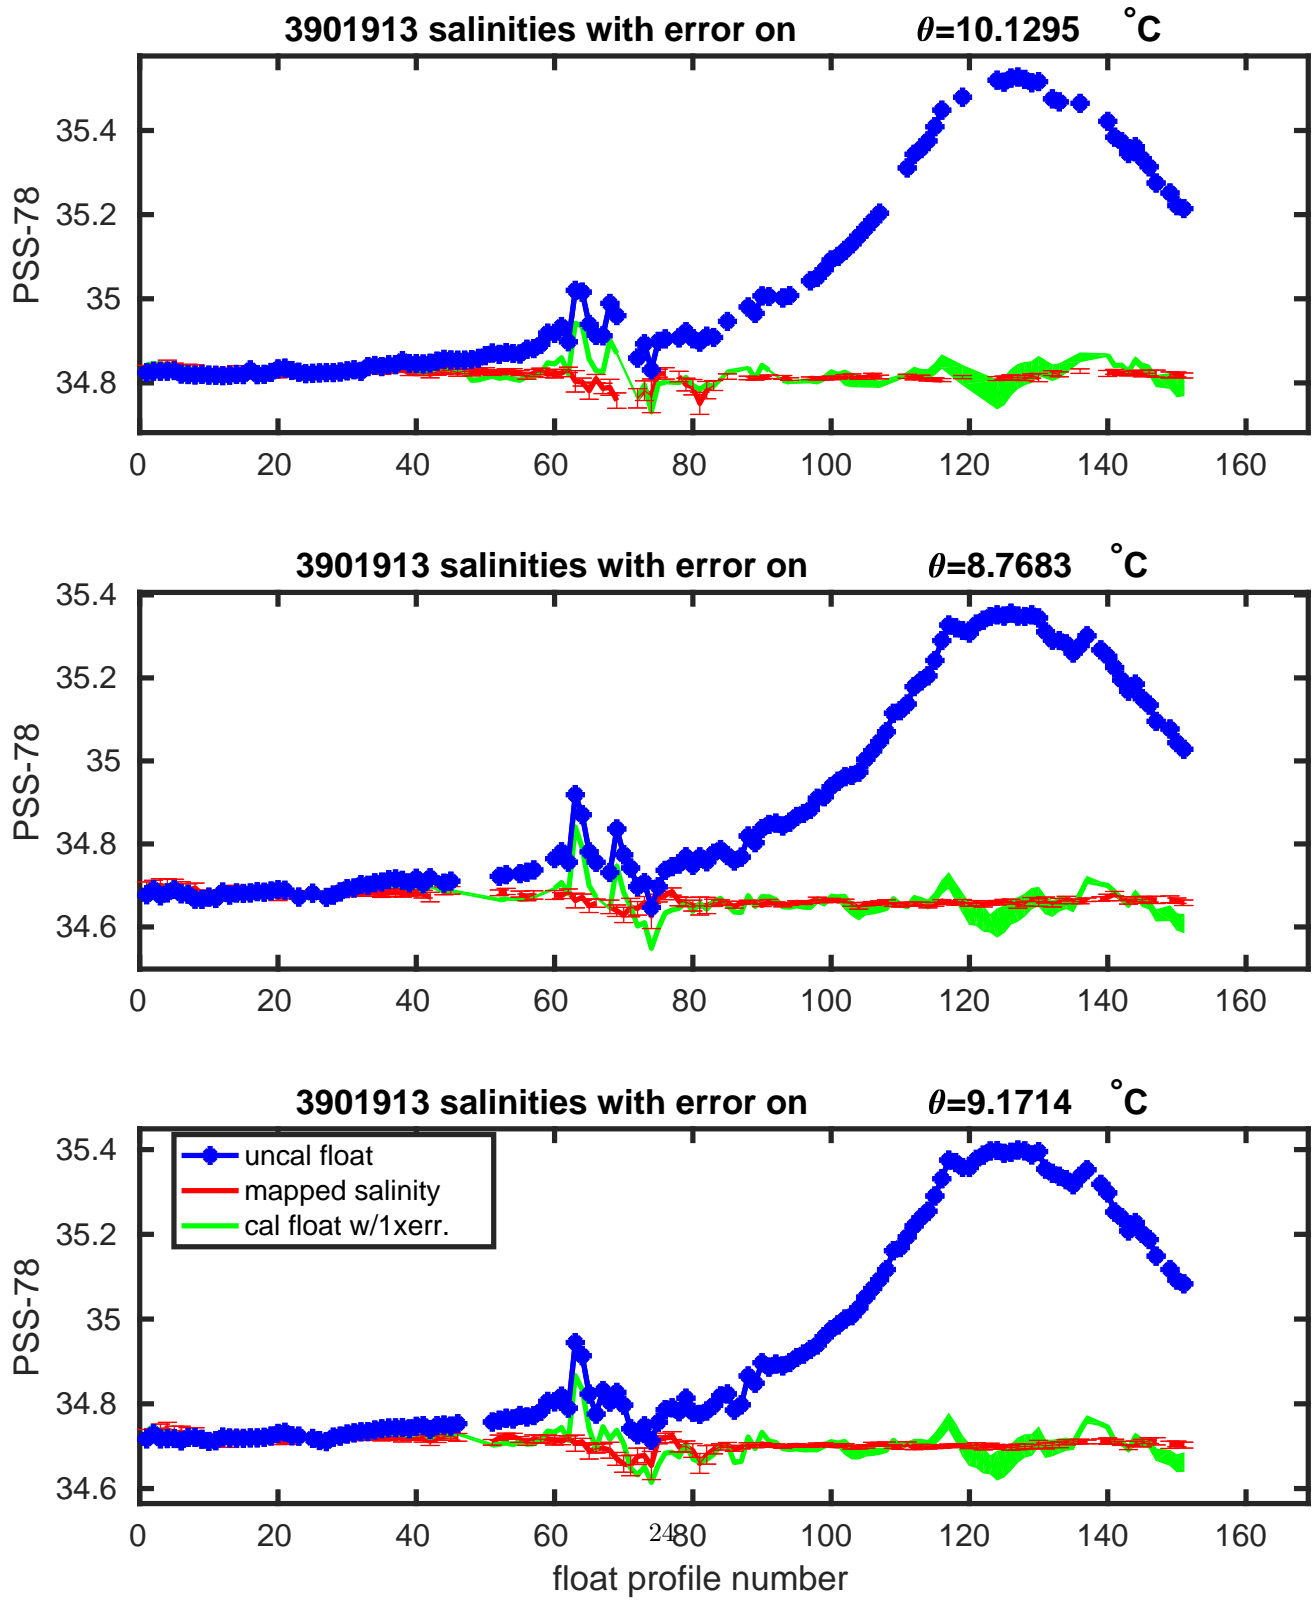 3901913 salinities with error on θ=10.1295 °C
35.4
35.2
35
34.8
PSS-78
0 20 40 60 80 100 120 140 160
3901913 salinities with error on θ=8.7683 °C
35.4
35.2
35
34.8
34.6
PSS-78
0 20 40 60 80 100 120 140 160
3901913 salinities with error on θ=9.1714 °C
uncal float
mapped salinity
cal float w/1xerr.
35.4
35.2
35
34.8
34.6
PSS-78
0 20 40 60 80 100 120 140 160
24
float profile number